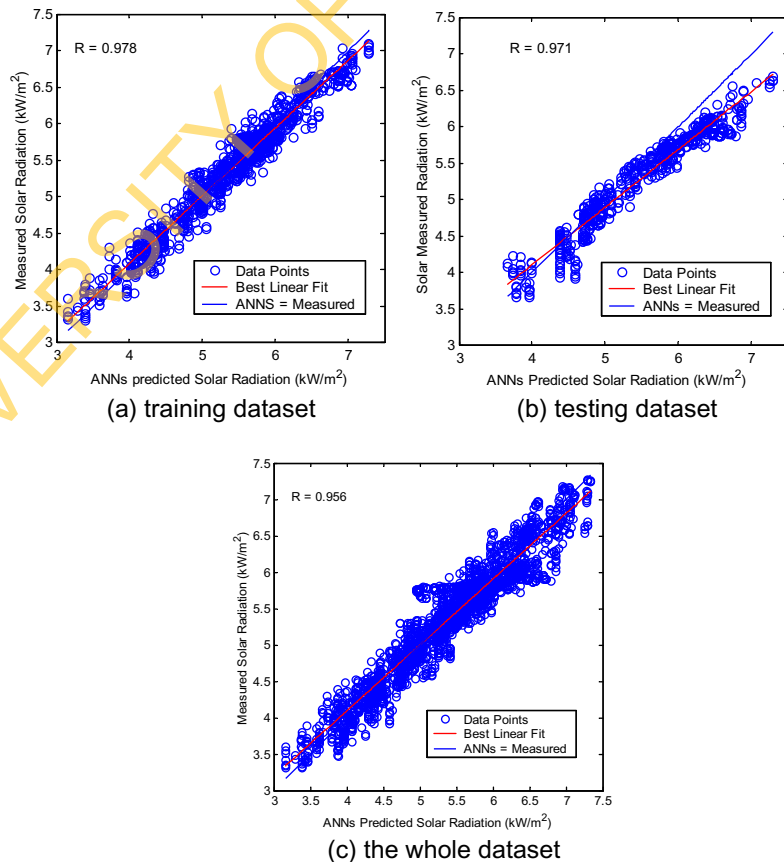 VERSITY OF
7.5
7
6.5
6
5.5
5
4.5
4
3.5
3
Measured Solar Radiation (kW/m²)
R = 0.978
Data Points
Best Linear Fit
ANNS = Measured
3 4 5 6 7
ANNs predicted Solar Radiation (kW/m²)
(a) training dataset
7.5
7
6.5
6
5.5
5
4.5
4
3.5
3
Solar Measured Radiation (kW/m²)
R = 0.971
Data Points
Best Linear Fit
ANNs = Measured
3 4 5 6 7
ANNs Predicted Solar Radiation (kW/m²)
(b) testing dataset
7.5
7
6.5
6
5.5
5
4.5
4
3.5
3
Measured Solar Radiation (kW/m²)
R = 0.956
Data Points
Best Linear Fit
ANNs = Measured
3 3.5 4 4.5 5 5.5 6 6.5 7 7.5
ANNs Predicted Solar Radiation (kW/m²)
(c) the whole dataset